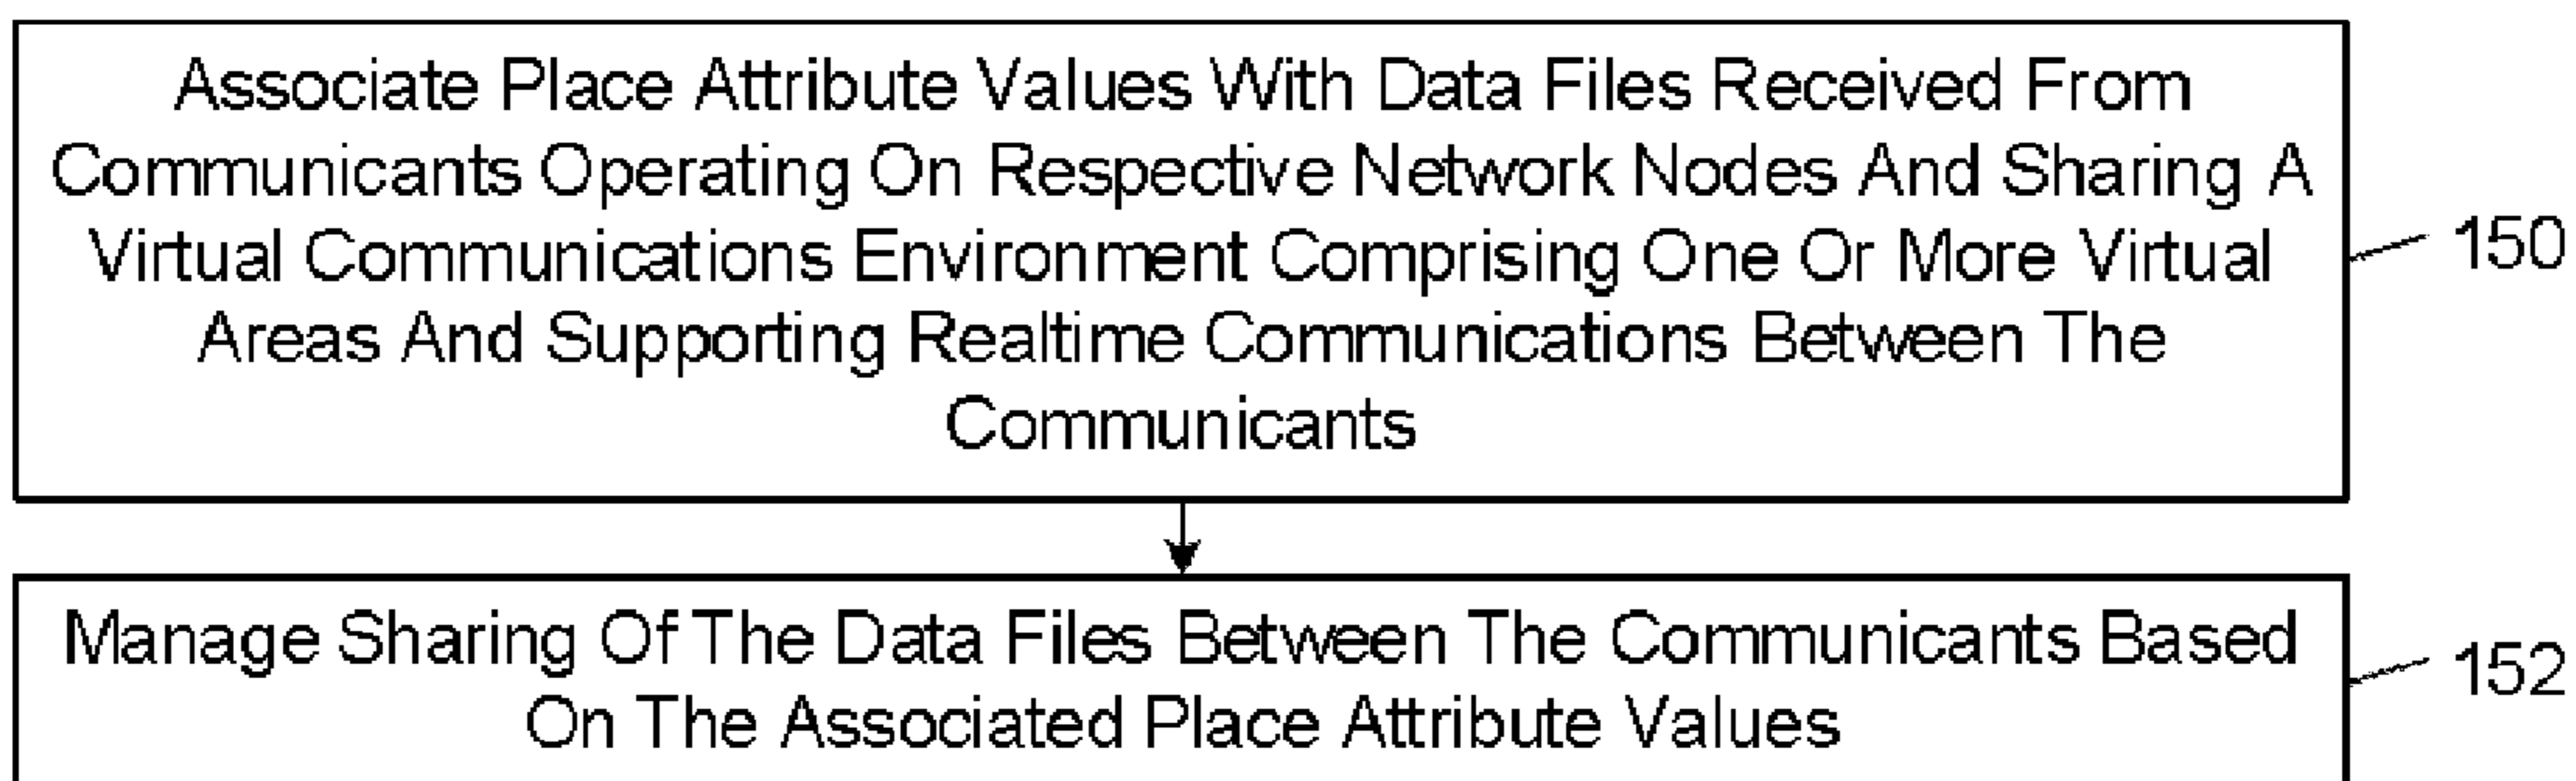 Associate Place Attribute Values With Data Files Received From
Communicants Operating On Respective Network Nodes And Sharing A
Virtual Communications Environment Comprising One Or More Virtual
Areas And Supporting Realtime Communications Between The
Communicants
150
Manage Sharing Of The Data Files Between The Communicants Based
On The Associated Place Attribute Values
152